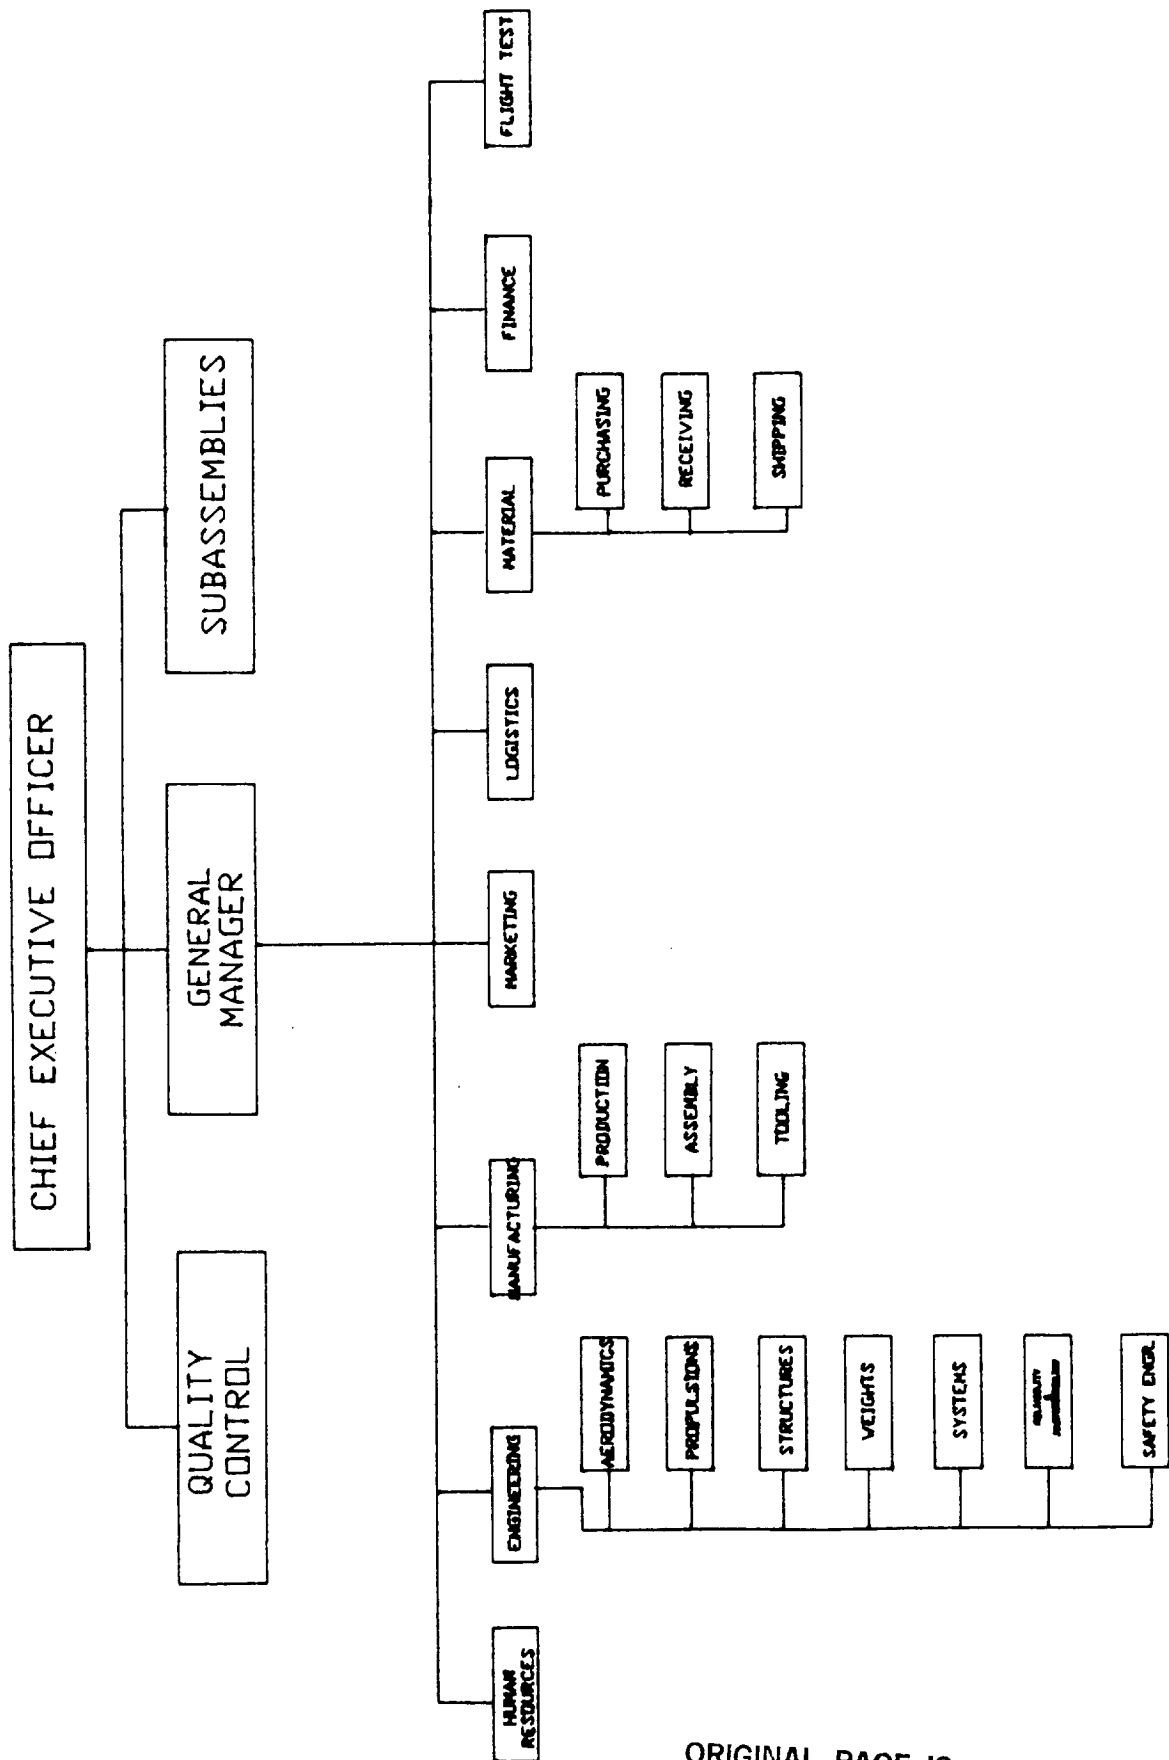 CHIEF EXECUTIVE OFFICER
QUALITY
CONTROL
GENERAL
MANAGER
SUBASSEMBLIES
HUMAN
RESOURCES
ENGINEERING
MANUFACTURING
MARKETING
LOGISTICS
MATERIAL
FINANCE
FLIGHT TEST
AERODYNAMICS
PROPULSIONS
STRUCTURES
WEIGHTS
SYSTEMS
SAFETY ENGR.
PRODUCTION
ASSEMBLY
TOOLING
PURCHASING
RECEIVING
SHIPPING
ORIGINAL PAGE IS